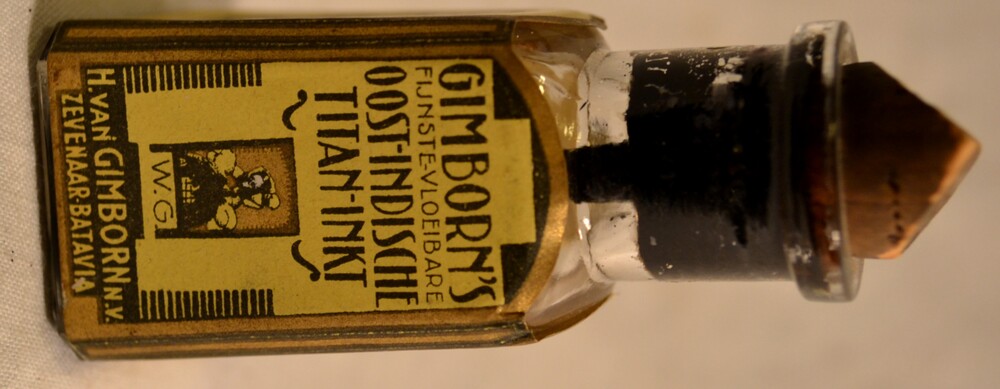 GIMBORN'S
FIJNSTE-VLOEIBARE
OOST-INDISCHE
TITAN-INKT
W.G.
H.VAN GIMBORN N.V.
ZEVENAAR-BATAVIA